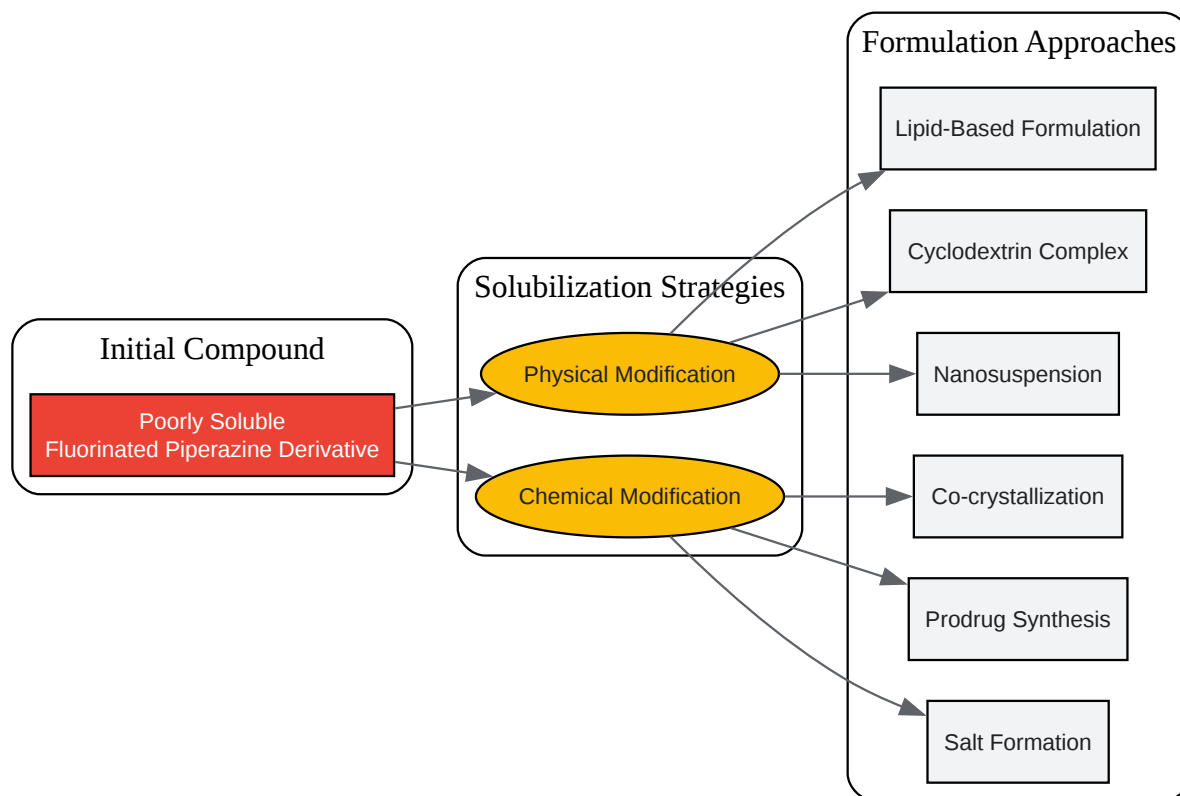 Initial Compound
Poorly Soluble
Fluorinated Piperazine Derivative
Solubilization Strategies
Physical Modification
Chemical Modification
Formulation Approaches
Lipid-Based Formulation
Cyclodextrin Complex
Nanosuspension
Co-crystallization
Prodrug Synthesis
Salt Formation